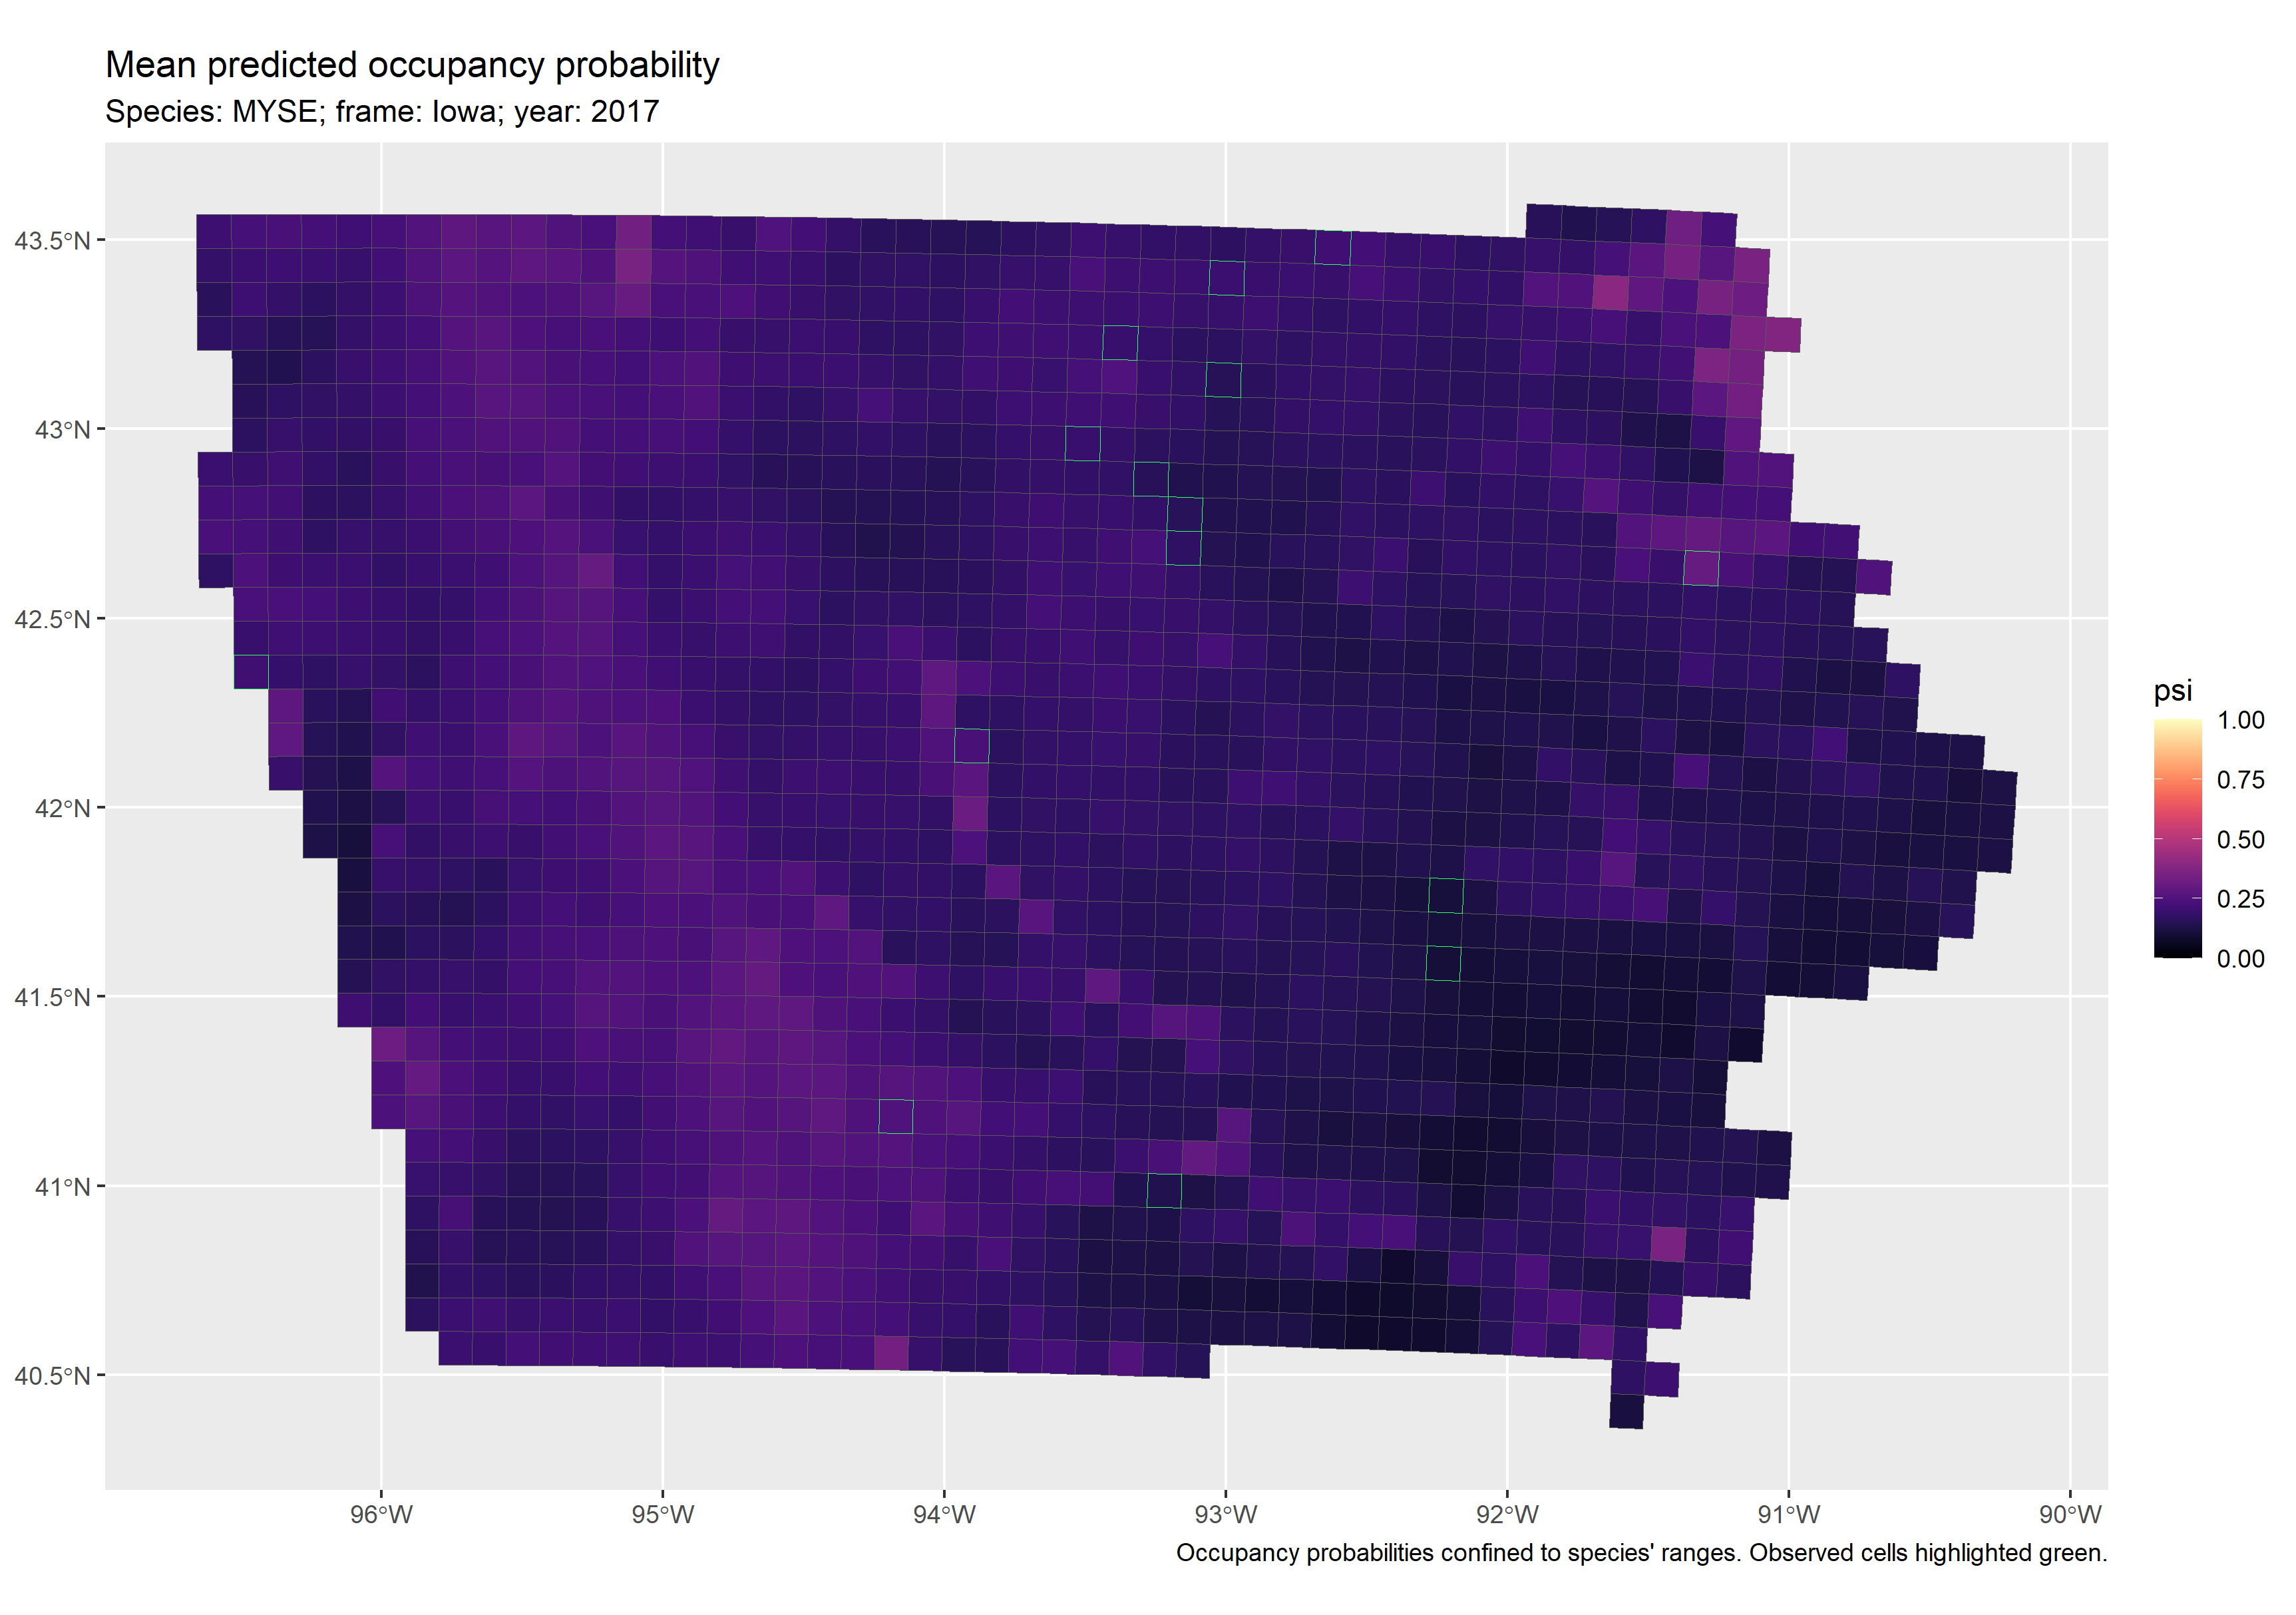 Mean predicted occupancy probability
Species: MYSE; frame: Iowa; year: 2017
43.5°N
43°N
42.5°N
42°N
41.5°N
41°N
40.5°N
96°W
95°W
94°W
93°W
92°W
91°W
90°W
psi
1.00
0.75
0.50
0.25
0.00
Occupancy probabilities confined to species' ranges. Observed cells highlighted green.